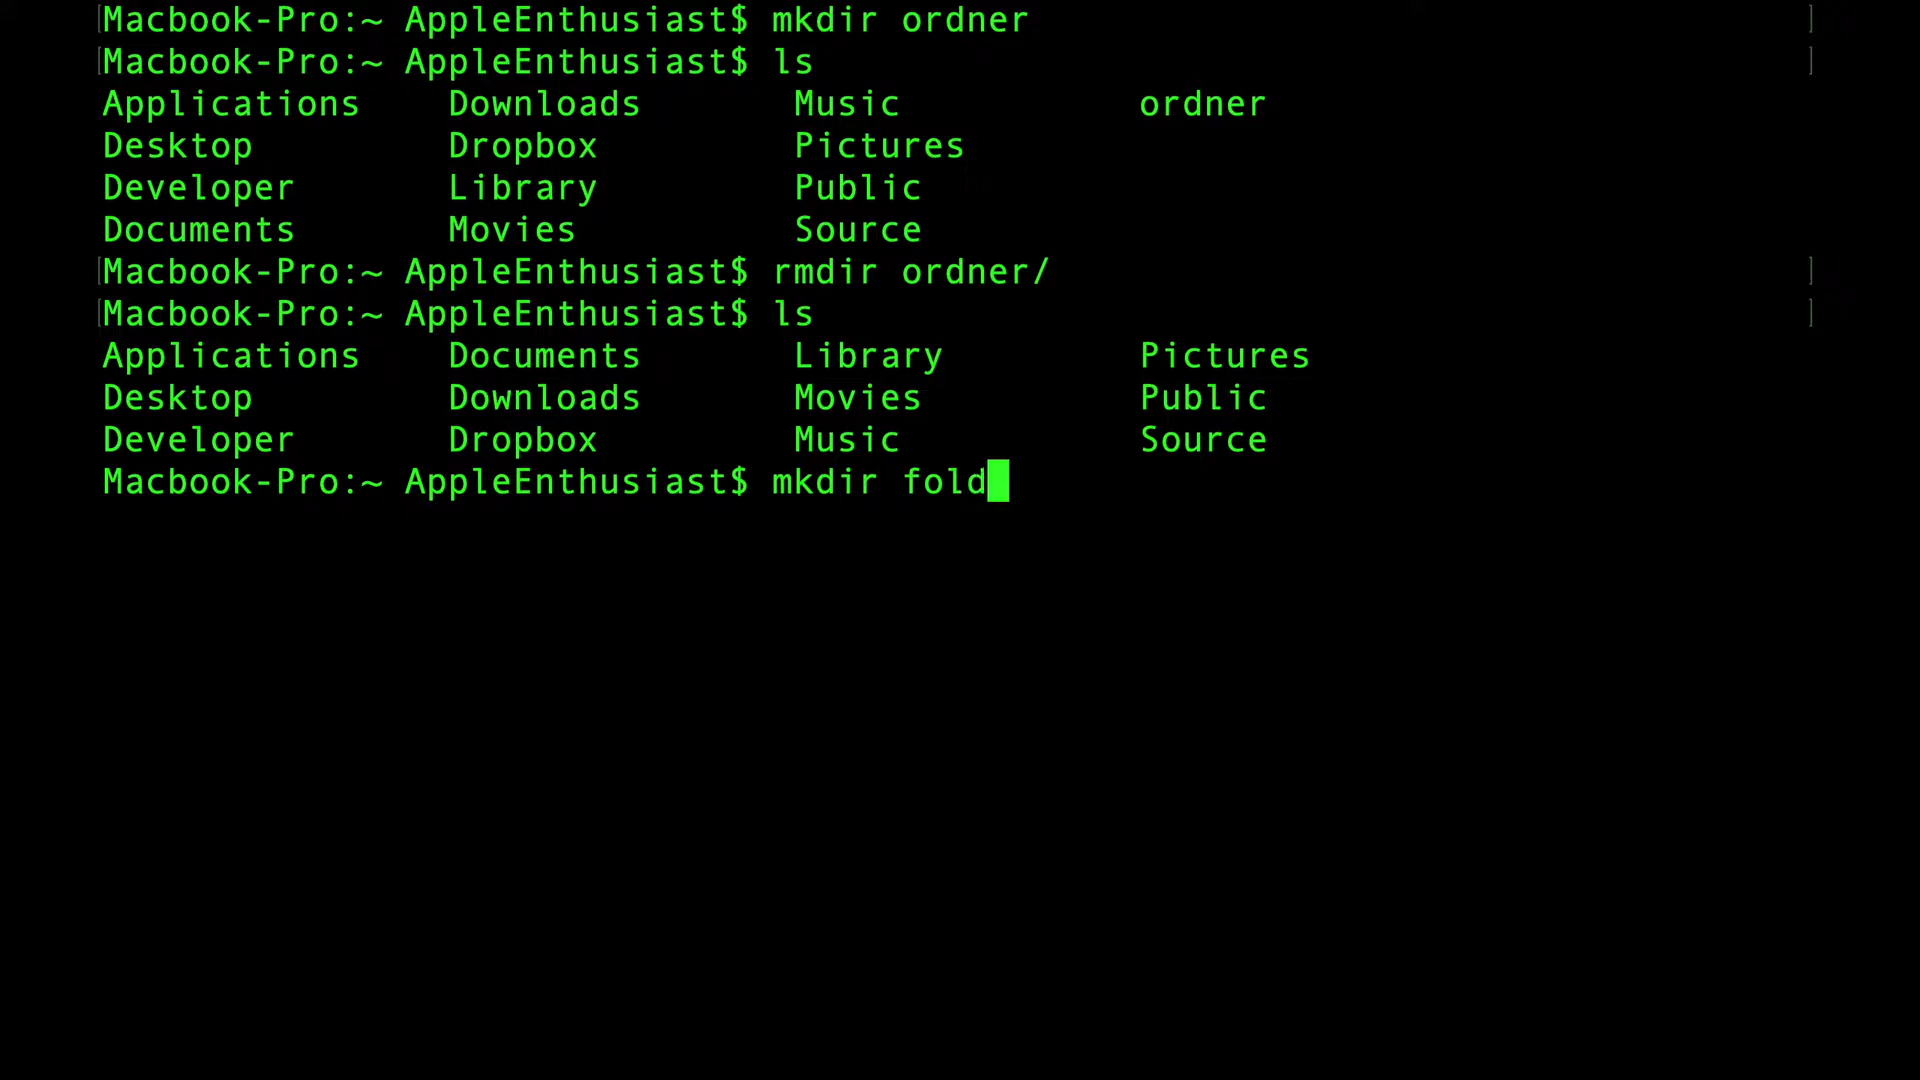 [Macbook-Pro:~ AppleEnthusiast$ mkdir ordner ]
[Macbook-Pro:~ AppleEnthusiast$ ls ]
Applications Downloads Music ordner
Desktop Dropbox Pictures
Developer Library Public
Documents Movies Source
[Macbook-Pro:~ AppleEnthusiast$ rmdir ordner/ ]
[Macbook-Pro:~ AppleEnthusiast$ ls ]
Applications Documents Library Pictures
Desktop Downloads Movies Public
Developer Dropbox Music Source
Macbook-Pro:~ AppleEnthusiast$ mkdir fold